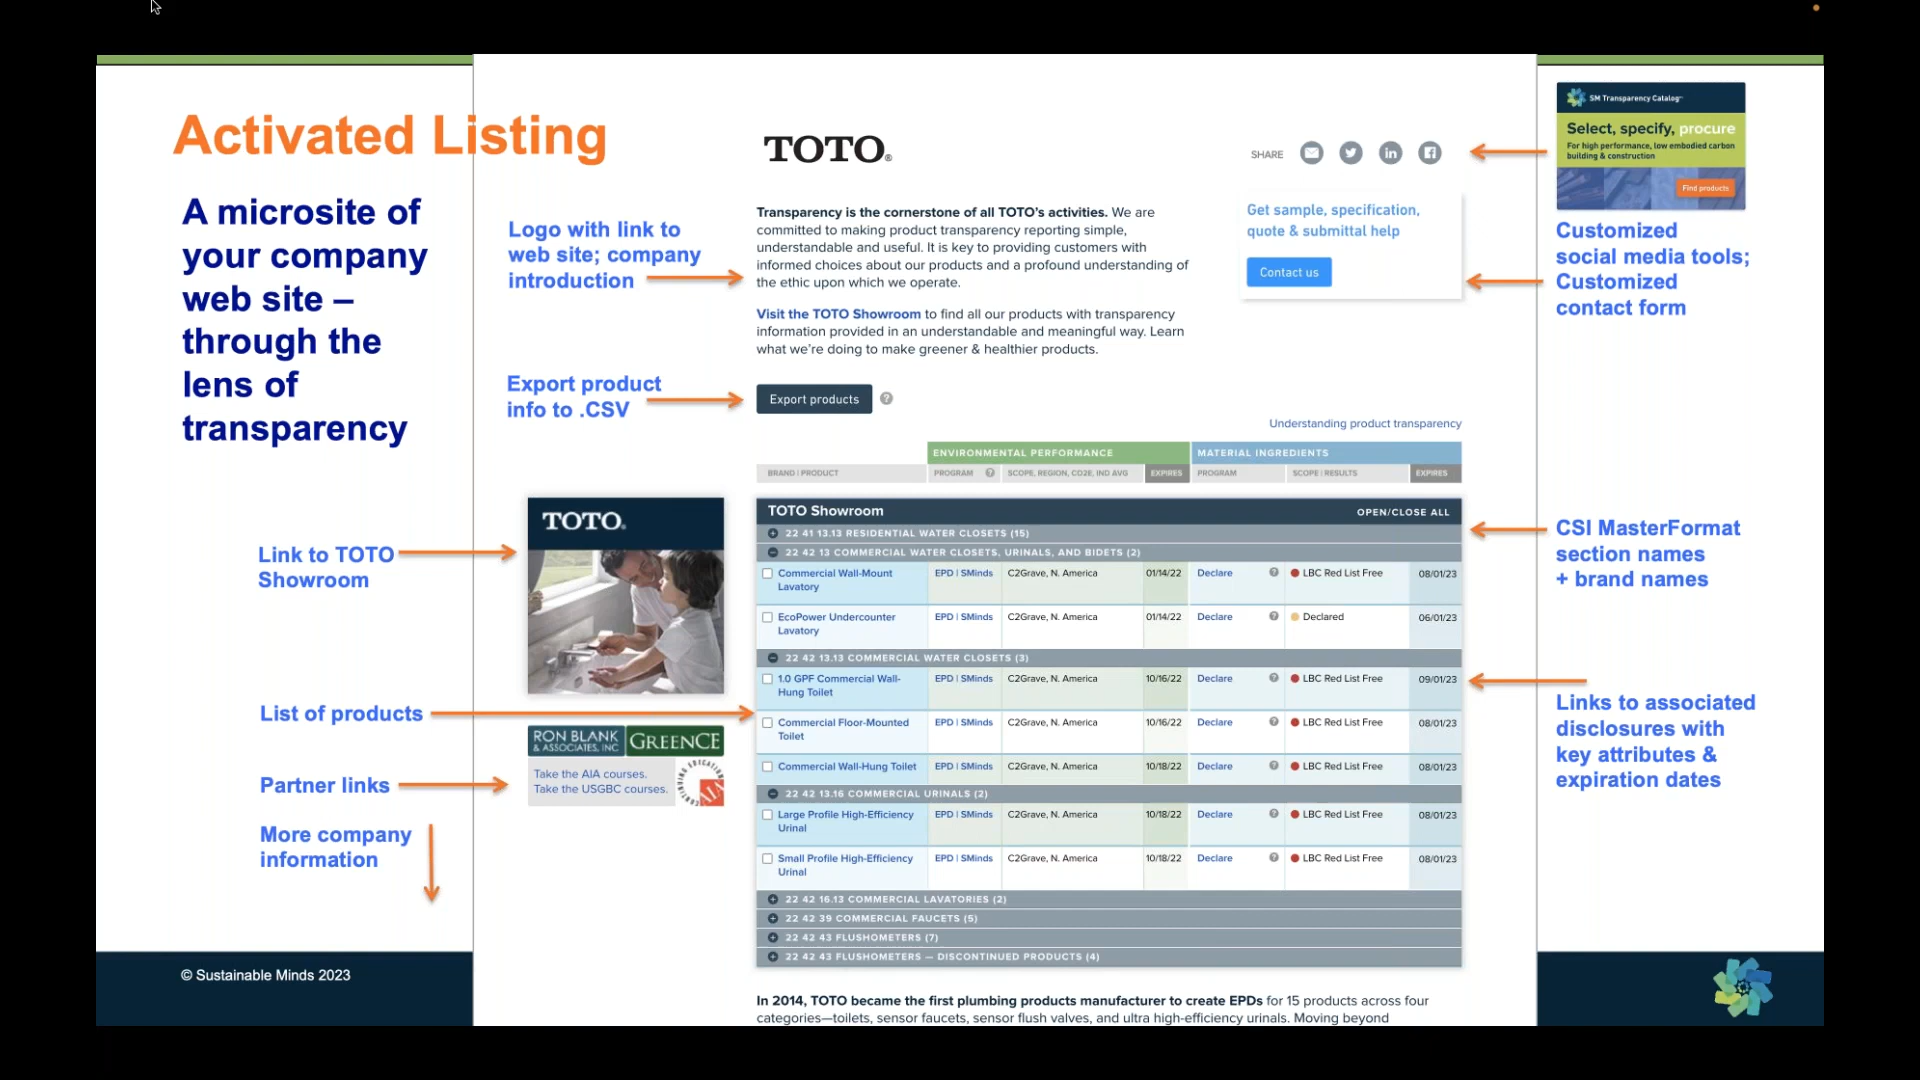 Activated Listing
A microsite of
your company
web site –
through the
lens of
transparency
Logo with link to
web site; company
introduction
Export product
info to .CSV
Link to TOTO
Showroom
List of products
Partner links
More company
information
TOTO®
SHARE
Transparency is the cornerstone of all TOTO's activities. We are
committed to making product transparency reporting simple,
understandable and useful. It is key to providing customers with
informed choices about our products and a profound understanding of
the ethic upon which we operate.
Visit the TOTO Showroom to find all our products with transparency
information provided in an understandable and meaningful way. Learn
what we're doing to make greener & healthier products.
Get sample, specification,
quote & submittal help
Contact us
Export products ?
Understanding product transparency
ENVIRONMENTAL PERFORMANCE MATERIAL INGREDIENTS
BRAND | PRODUCT PROGRAM ? SCOPE, REGION, CO2E, IND AVG EXPIRES PROGRAM SCOPE | RESULTS EXPIRES
TOTO Showroom OPEN/CLOSE ALL
22 41 13.13 RESIDENTIAL WATER CLOSETS (15)
22 42 13 COMMERCIAL WATER CLOSETS, URINALS, AND BIDETS (2)
Commercial Wall-Mount EPD | SMinds C2Grave, N. America 01/14/22 Declare ? LBC Red List Free 08/01/23
Lavatory
EcoPower Undercounter EPD | SMinds C2Grave, N. America 01/14/22 Declare ? Declared 06/01/23
Lavatory
22 42 13.13 COMMERCIAL WATER CLOSETS (3)
1.0 GPF Commercial Wall- EPD | SMinds C2Grave, N. America 10/16/22 Declare ? LBC Red List Free 09/01/23
Hung Toilet
Commercial Floor-Mounted EPD | SMinds C2Grave, N. America 10/16/22 Declare ? LBC Red List Free 08/01/23
Toilet
Commercial Wall-Hung Toilet EPD | SMinds C2Grave, N. America 10/18/22 Declare ? LBC Red List Free 08/01/23
22 42 13.16 COMMERCIAL URINALS (2)
Large Profile High-Efficiency EPD | SMinds C2Grave, N. America 10/18/22 Declare ? LBC Red List Free 08/01/23
Urinal
Small Profile High-Efficiency EPD | SMinds C2Grave, N. America 10/18/22 Declare ? LBC Red List Free 08/01/23
Urinal
22 42 16.13 COMMERCIAL LAVATORIES (2)
22 42 39 COMMERCIAL FAUCETS (5)
22 42 43 FLUSHOMETERS (7)
22 42 43 FLUSHOMETERS — DISCONTINUED PRODUCTS (4)
In 2014, TOTO became the first plumbing products manufacturer to create EPDs for 15 products across four
categories—toilets, sensor faucets, sensor flush valves, and ultra high-efficiency urinals. Moving beyond
TOTO®
RON BLANK
& ASSOCIATES, INC
GREENCE
Take the AIA courses.
Take the USGBC courses.
CONTINUING EDUCATION
AIA
SM Transparency Catalog™
Select, specify, procure
For high performance, low embodied carbon
building & construction
Find products
Customized
social media tools;
Customized
contact form
CSI MasterFormat
section names
+ brand names
Links to associated
disclosures with
key attributes &
expiration dates
© Sustainable Minds 2023